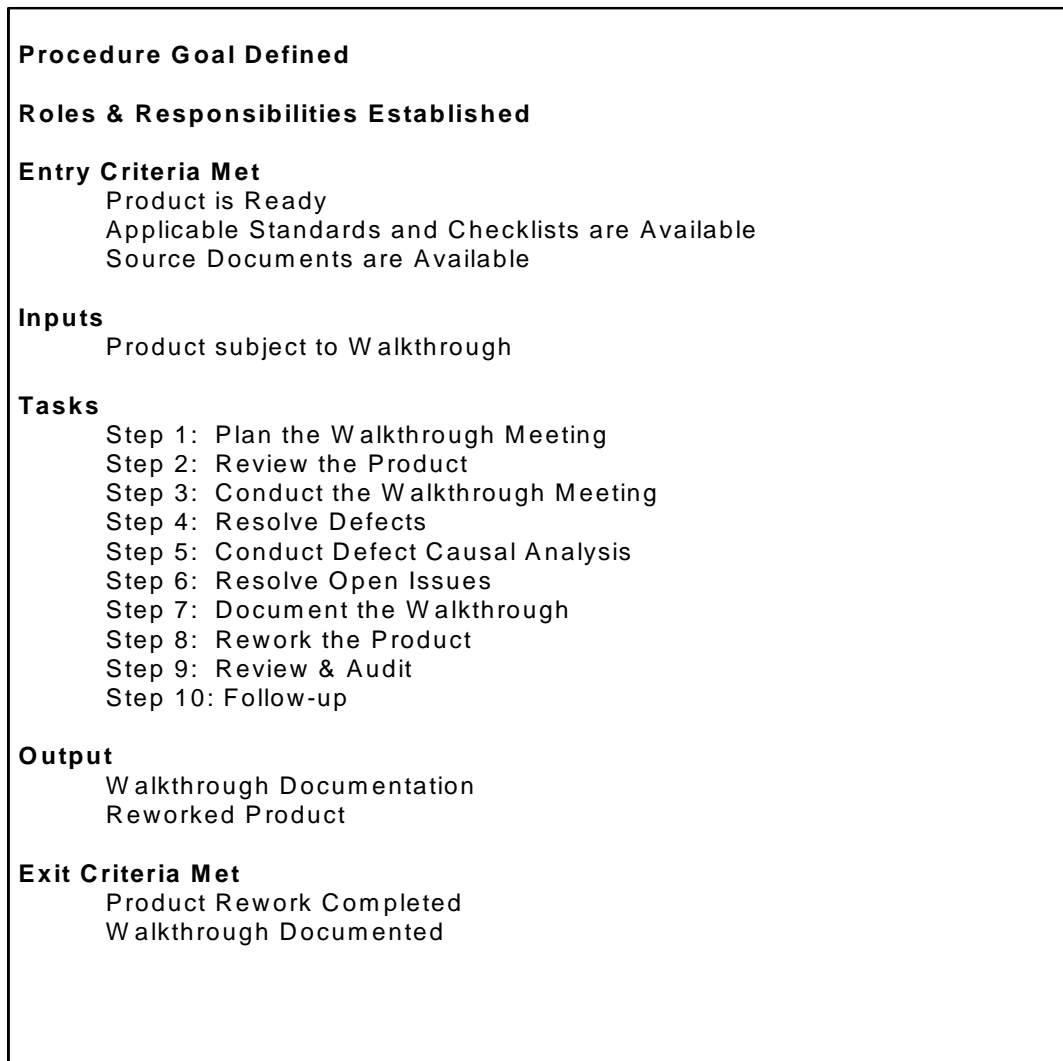 Procedure Goal Defined
Roles & Responsibilities Established
Entry Criteria Met
Product is Ready
Applicable Standards and Checklists are Available
Source Documents are Available
Inputs
Product subject to Walkthrough
Tasks
Step 1: Plan the Walkthrough Meeting
Step 2: Review the Product
Step 3: Conduct the Walkthrough Meeting
Step 4: Resolve Defects
Step 5: Conduct Defect Causal Analysis
Step 6: Resolve Open Issues
Step 7: Document the Walkthrough
Step 8: Rework the Product
Step 9: Review & Audit
Step 10: Follow-up
Output
Walkthrough Documentation
Reworked Product
Exit Criteria Met
Product Rework Completed
Walkthrough Documented